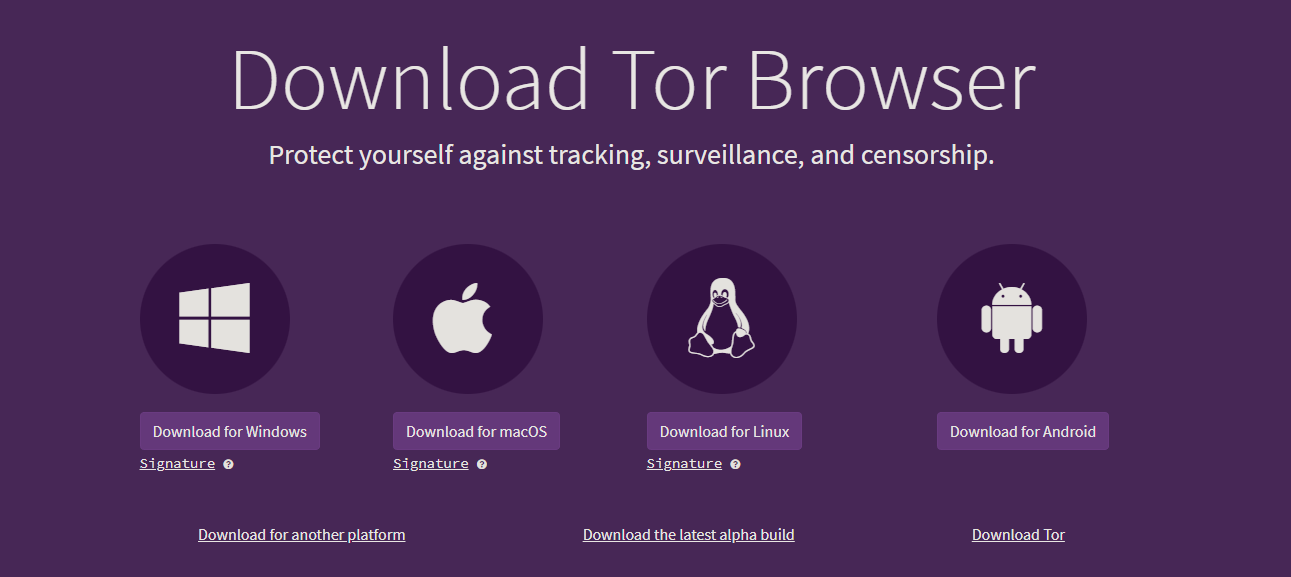 Download Tor Browser
Protect yourself against tracking, surveillance, and censorship.
Download for Windows
Signature ?
Download for macOS
Signature ?
Download for Linux
Signature ?
Download for Android
Download for another platform
Download the latest alpha build
Download Tor